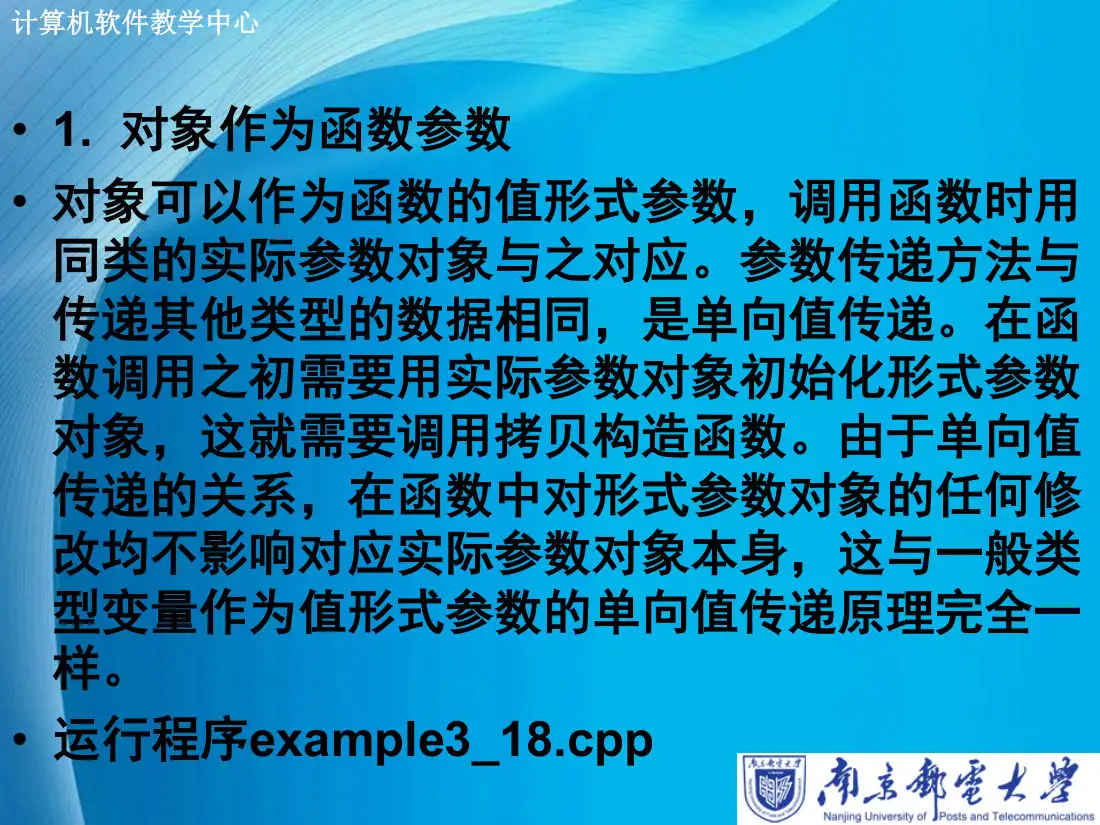 计算机软件教学中心
• 1. 对象作为函数参数
• 对象可以作为函数的值形式参数，调用函数时用
同类的实际参数对象与之对应。参数传递方法与
传递其他类型的数据相同，是单向值传递。在函
数调用之初需要用实际参数对象初始化形式参数
对象，这就需要调用拷贝构造函数。由于单向值
传递的关系，在函数中对形式参数对象的任何修
改均不影响对应实际参数对象本身，这与一般类
型变量作为值形式参数的单向值传递原理完全一
样。
• 运行程序example3_18.cpp
南京邮电大学
南京郵電大學
Nanjing University of Posts and Telecommunications